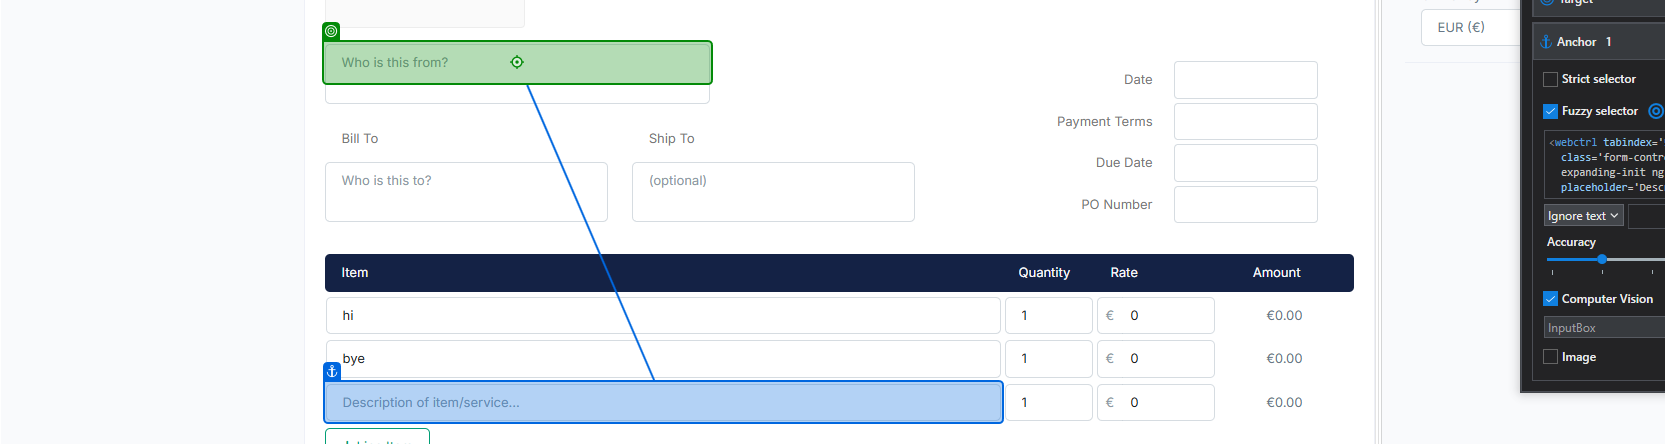 EUR (€)
Anchor 1
Who is this from?
Strict selector
Date
Fuzzy selector
Payment Terms
Bill To
Ship To
<webctrl tabindex='
class='form-contr
expanding-init ng
placeholder='Desc
Due Date
Who is this to?
(optional)
PO Number
Ignore text
Accuracy
Item Quantity Rate Amount
Computer Vision
hi 1 € 0 €0.00
InputBox
bye 1 € 0 €0.00
Image
Description of item/service... 1 € 0 €0.00